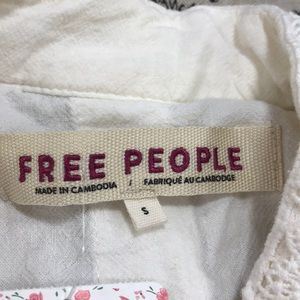 FREE PEOPLE
MADE IN CAMBODIA / FABRIQUÉ AU CAMBODGE
S